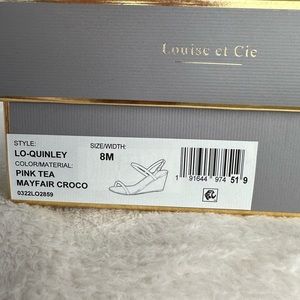 Louise et Cie
STYLE:
LO-QUINLEY
SIZE/WIDTH:
8M
COLOR/MATERIAL:
PINK TEA
MAYFAIR CROCO
0322LO2859
1 91644 974 51 9